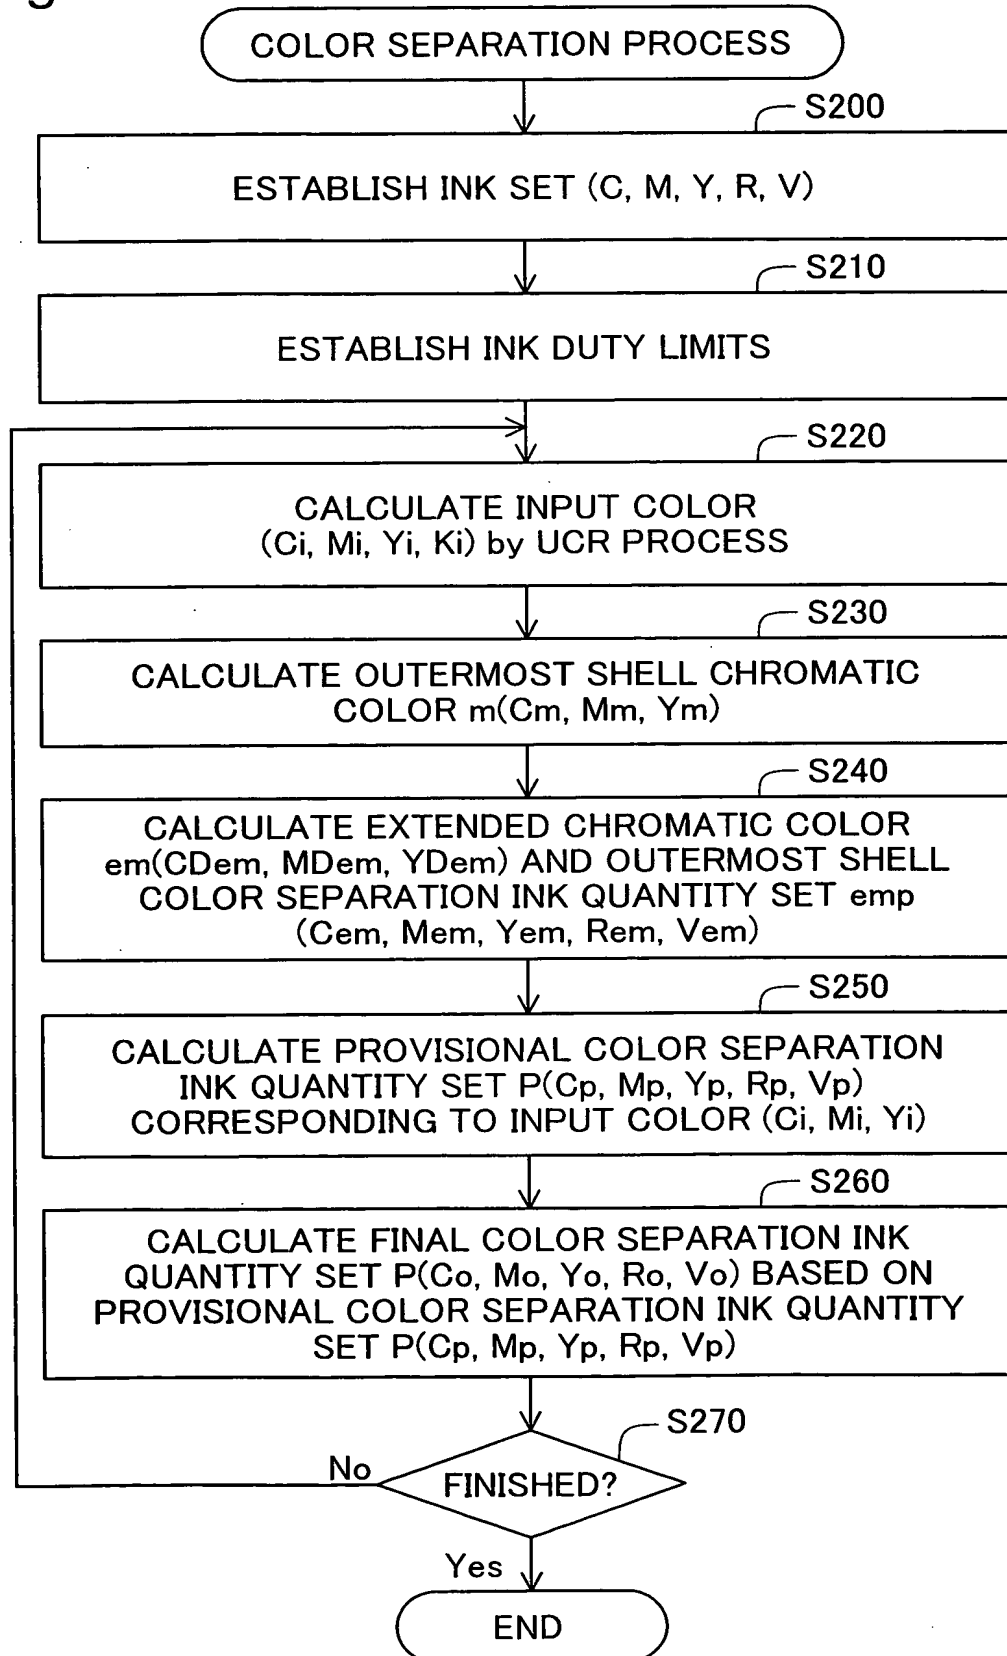 COLOR SEPARATION PROCESS
S200
ESTABLISH INK SET (C, M, Y, R, V)
S210
ESTABLISH INK DUTY LIMITS
S220
CALCULATE INPUT COLOR
(Ci, Mi, Yi, Ki) by UCR PROCESS
S230
CALCULATE OUTERMOST SHELL CHROMATIC
COLOR m(Cm, Mm, Ym)
S240
CALCULATE EXTENDED CHROMATIC COLOR
em(CDem, MDem, YDem) AND OUTERMOST SHELL
COLOR SEPARATION INK QUANTITY SET emp
(Cem, Mem, Yem, Rem, Vem)
S250
CALCULATE PROVISIONAL COLOR SEPARATION
INK QUANTITY SET P(Cp, Mp, Yp, Rp, Vp)
CORRESPONDING TO INPUT COLOR (Ci, Mi, Yi)
S260
CALCULATE FINAL COLOR SEPARATION INK
QUANTITY SET P(Co, Mo, Yo, Ro, Vo) BASED ON
PROVISIONAL COLOR SEPARATION INK QUANTITY
SET P(Cp, Mp, Yp, Rp, Vp)
S270
No
FINISHED?
Yes
END